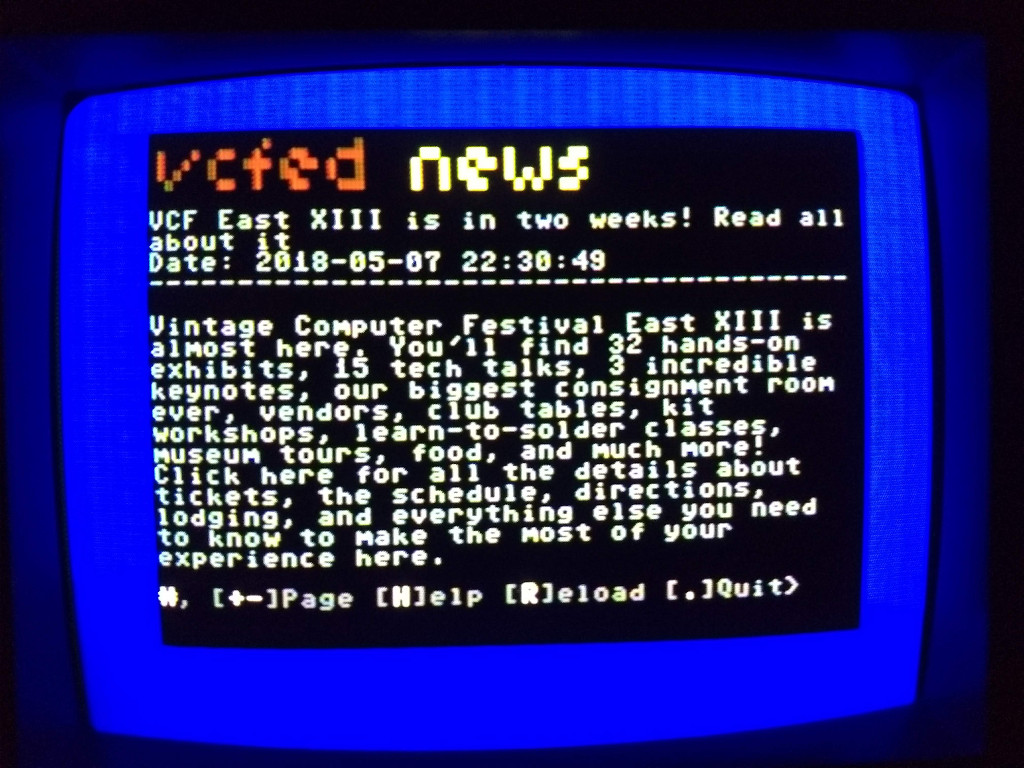 vcfed news
VCF East XIII is in two weeks! Read all
about it
Date: 2018-05-07 22:30:49
---------------------------------------
Vintage Computer Festival East XIII is
almost here. You'll find 32 hands-on
exhibits, 15 tech talks, 3 incredible
keynotes, our biggest consignment room
ever, vendors, club tables, kit
workshops, learn-to-solder classes,
museum tours, food, and much more!
Click here for all the details about
tickets, the schedule, directions,
lodging, and everything else you need
to know to make the most of your
experience here.
#, [+-]Page [H]elp [R]eload [.]Quit>